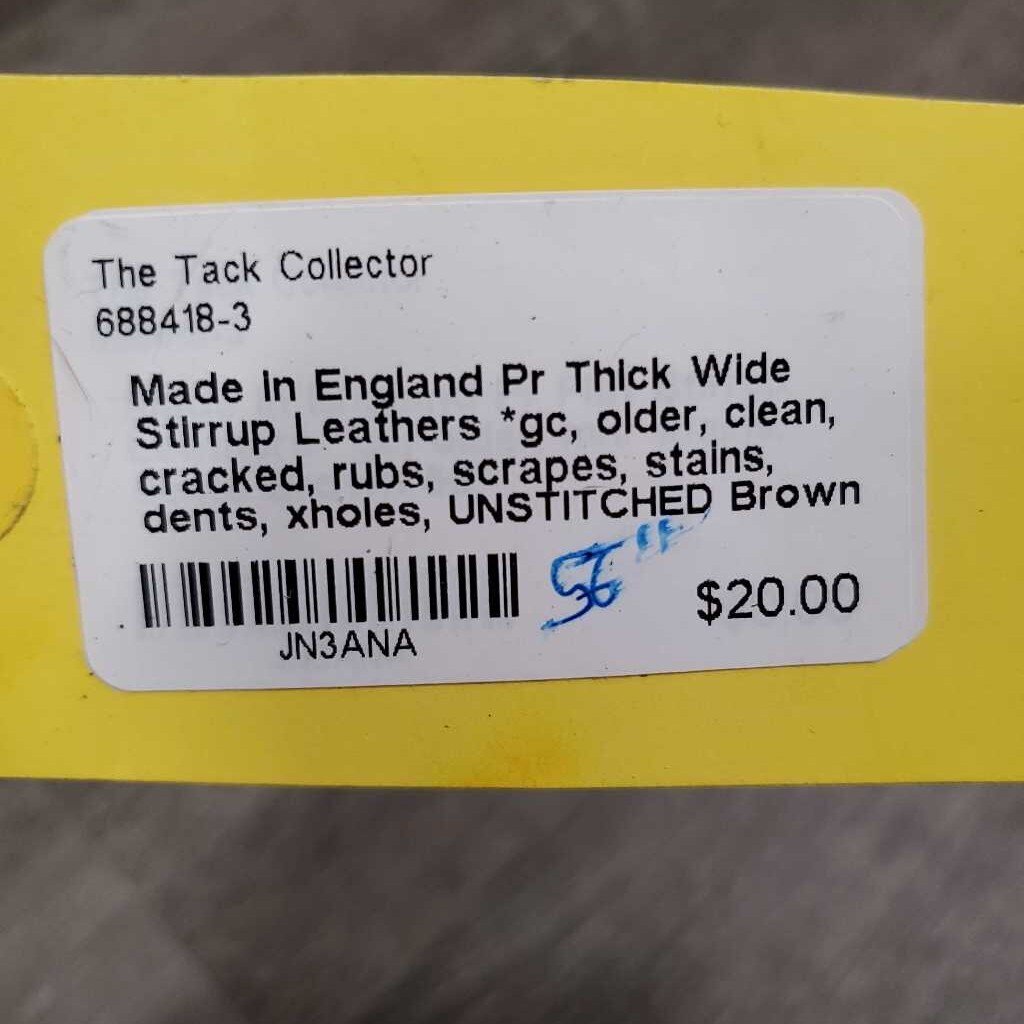 The Tack Collector
688418-3
Made In England Pr Thick Wide
Stirrup Leathers *gc, older, clean,
cracked, rubs, scrapes, stains,
dents, xholes, UNSTITCHED Brown
56"
$20.00
JN3ANA